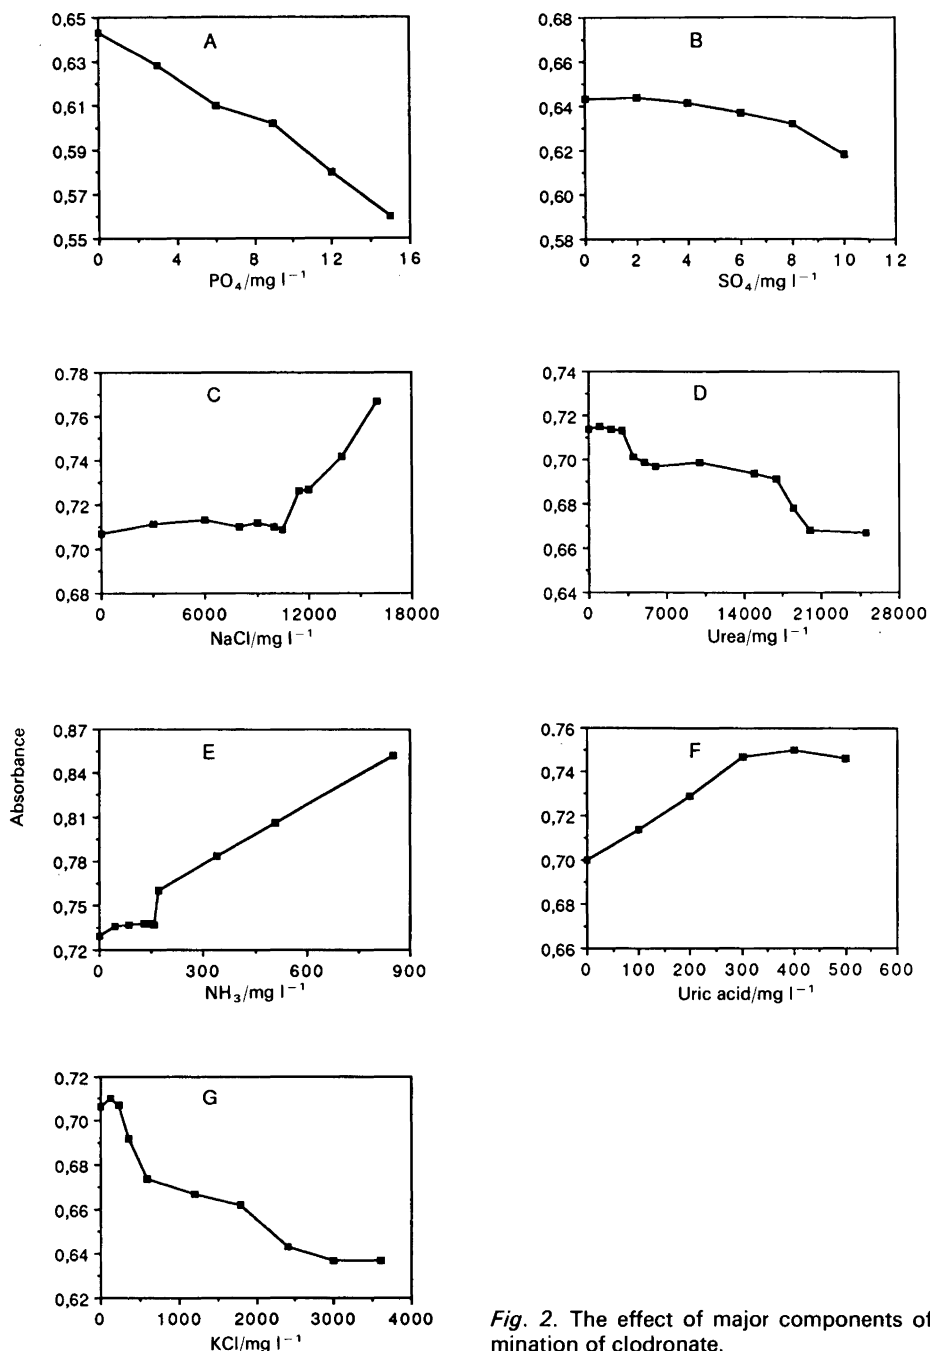 A
0,65
0,63
0,61
0,59
0,57
0,55
0 4 8 12 16
PO₄/mg l⁻¹
B
0,68
0,66
0,64
0,62
0,60
0,58
0 2 4 6 8 10 12
SO₄/mg l⁻¹
C
0.78
0,76
0,74
0,72
0,70
0,68
0 6000 12000 18000
NaCl/mg l⁻¹
D
0,74
0,72
0,70
0,68
0,66
0,64
0 7000 14000 21000 28000
Urea/mg l⁻¹
Absorbance
E
0,87
0,84
0,81
0,78
0,75
0,72
0 300 600 900
NH₃/mg l⁻¹
F
0,76
0,74
0,72
0,70
0,68
0,66
0 100 200 300 400 500 600
Uric acid/mg l⁻¹
G
0,72
0,70
0,68
0,66
0,64
0,62
0 1000 2000 3000 4000
KCl/mg l⁻¹
Fig. 2. The effect of major components of
mination of clodronate.